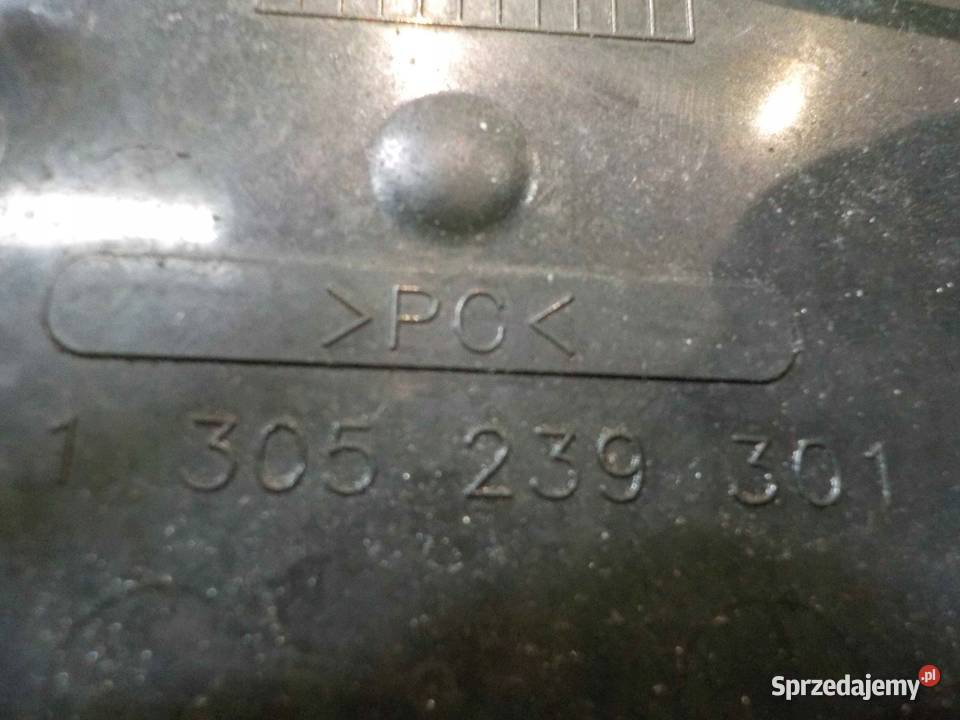 >PC<
1 305 239 301
Sprzedajemy.pl